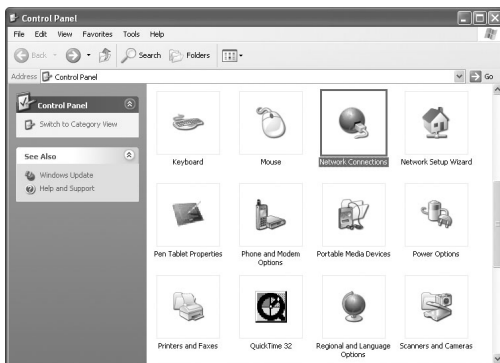 Control Panel
File Edit View Favorites Tools Help
Back Search Folders
Address Control Panel Go
Control Panel
Switch to Category View
See Also
Windows Update
Help and Support
Keyboard Mouse Network Connections Network Setup Wizard
Pen Tablet Properties Phone and Modem Options Portable Media Devices Power Options
Printers and Faxes QuickTime 32 Regional and Language Options Scanners and Cameras